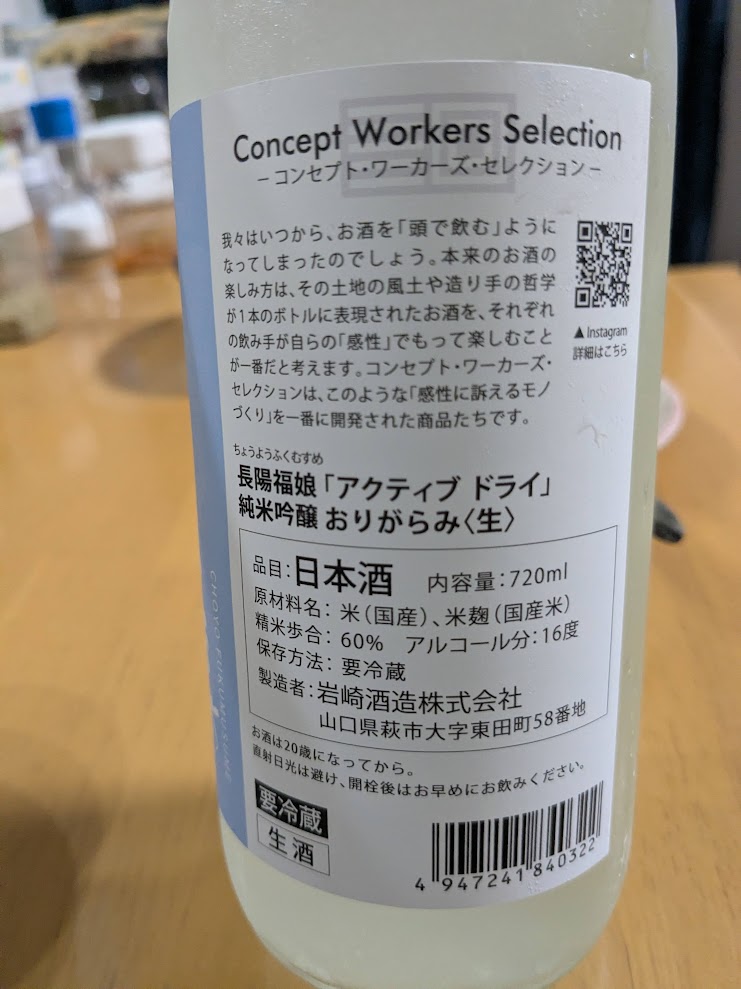 Concept Workers Selection
－コンセプト・ワーカーズ・セレクション－
我々はいつから、お酒を「頭で飲む」ように
なってしまったのでしょう。本来のお酒の
楽しみ方は、その土地の風土や造り手の哲学
が1本のボトルに表現されたお酒を、それぞれ
の飲み手が自らの「感性」でもって楽しむこと
が一番だと考えます。コンセプト・ワーカーズ・
セレクションは、このような「感性に訴えるモノ
づくり」を一番に開発された商品たちです。
▲Instagram
詳細はこちら
ちょうようふくむすめ
長陽福娘「アクティブ ドライ」
純米吟醸 おりがらみ〈生〉
品目：日本酒 内容量：720ml
原材料名：米（国産）、米麹（国産米）
精米歩合：60% アルコール分：16度
保存方法：要冷蔵
製造者：岩崎酒造株式会社
山口県萩市大字東田町58番地
お酒は20歳になってから。
直射日光は避け、開栓後はお早めにお飲みください。
要冷蔵
生酒
4 947241 840322
CHOYO FUKUMUSUME